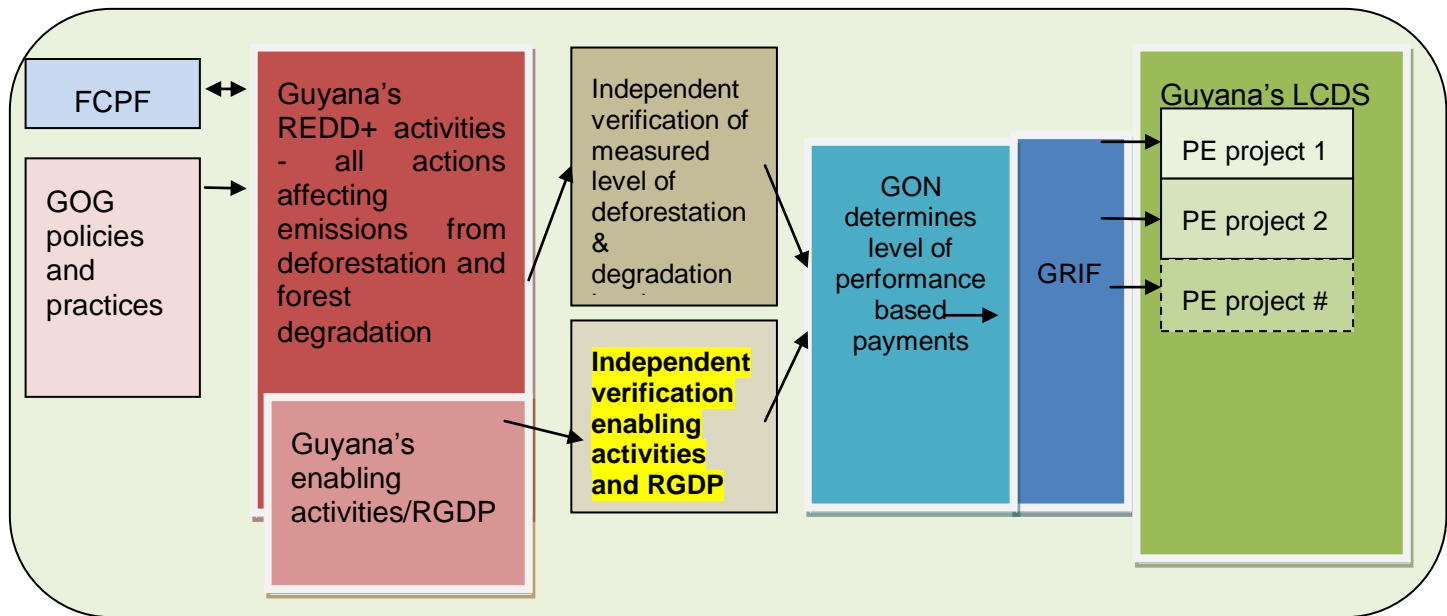 FCPF
GOG
policies
and
practices
Guyana’s
REDD+ activities
- all actions
affecting
emissions from
deforestation and
forest
degradation
Guyana’s
enabling
activities/RGDP
Independent
verification of
measured
level of
deforestation
&
degradation
Independent
verification
enabling
activities
and RGDP
GON
determines
level of
performance
based
payments
GRIF
Guyana’s LCDS
PE project 1
PE project 2
PE project #